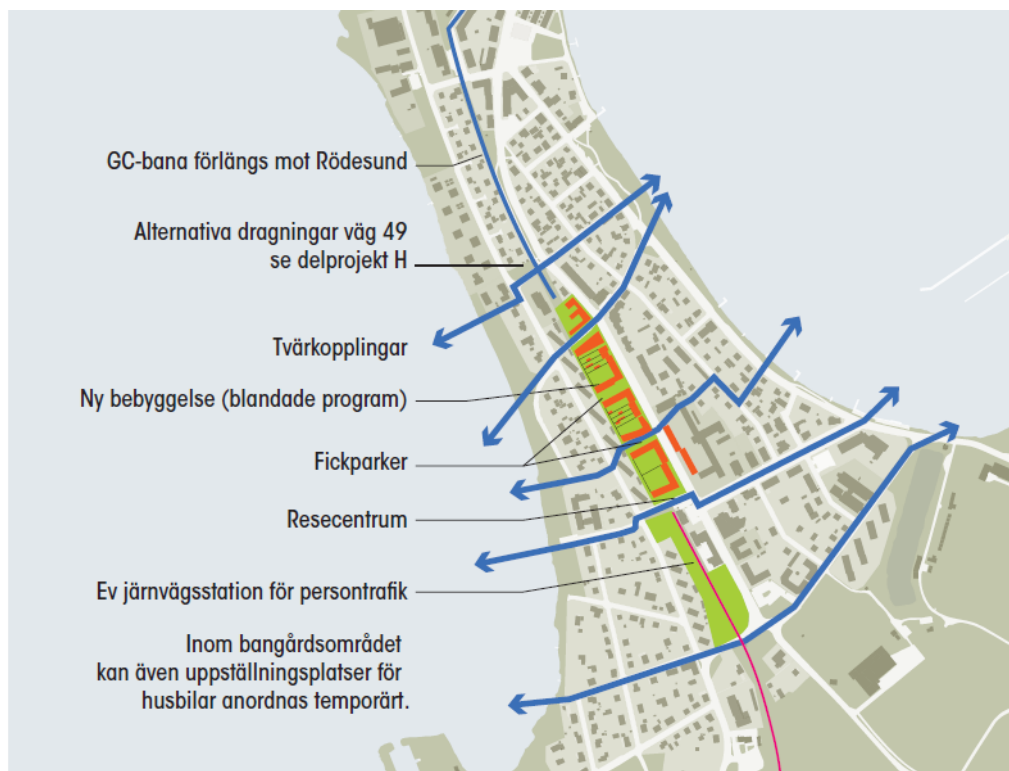 GC-bana förlängs mot Rödesund
Alternativa dragningar väg 49
se delprojekt H
Tvärkopplingar
Ny bebyggelse (blandade program)
Fickparker
Resecentrum
Ev järnvägsstation för persontrafik
Inom bangårdsområdet
kan även uppställningsplatser för
husbilar anordnas temporärt.